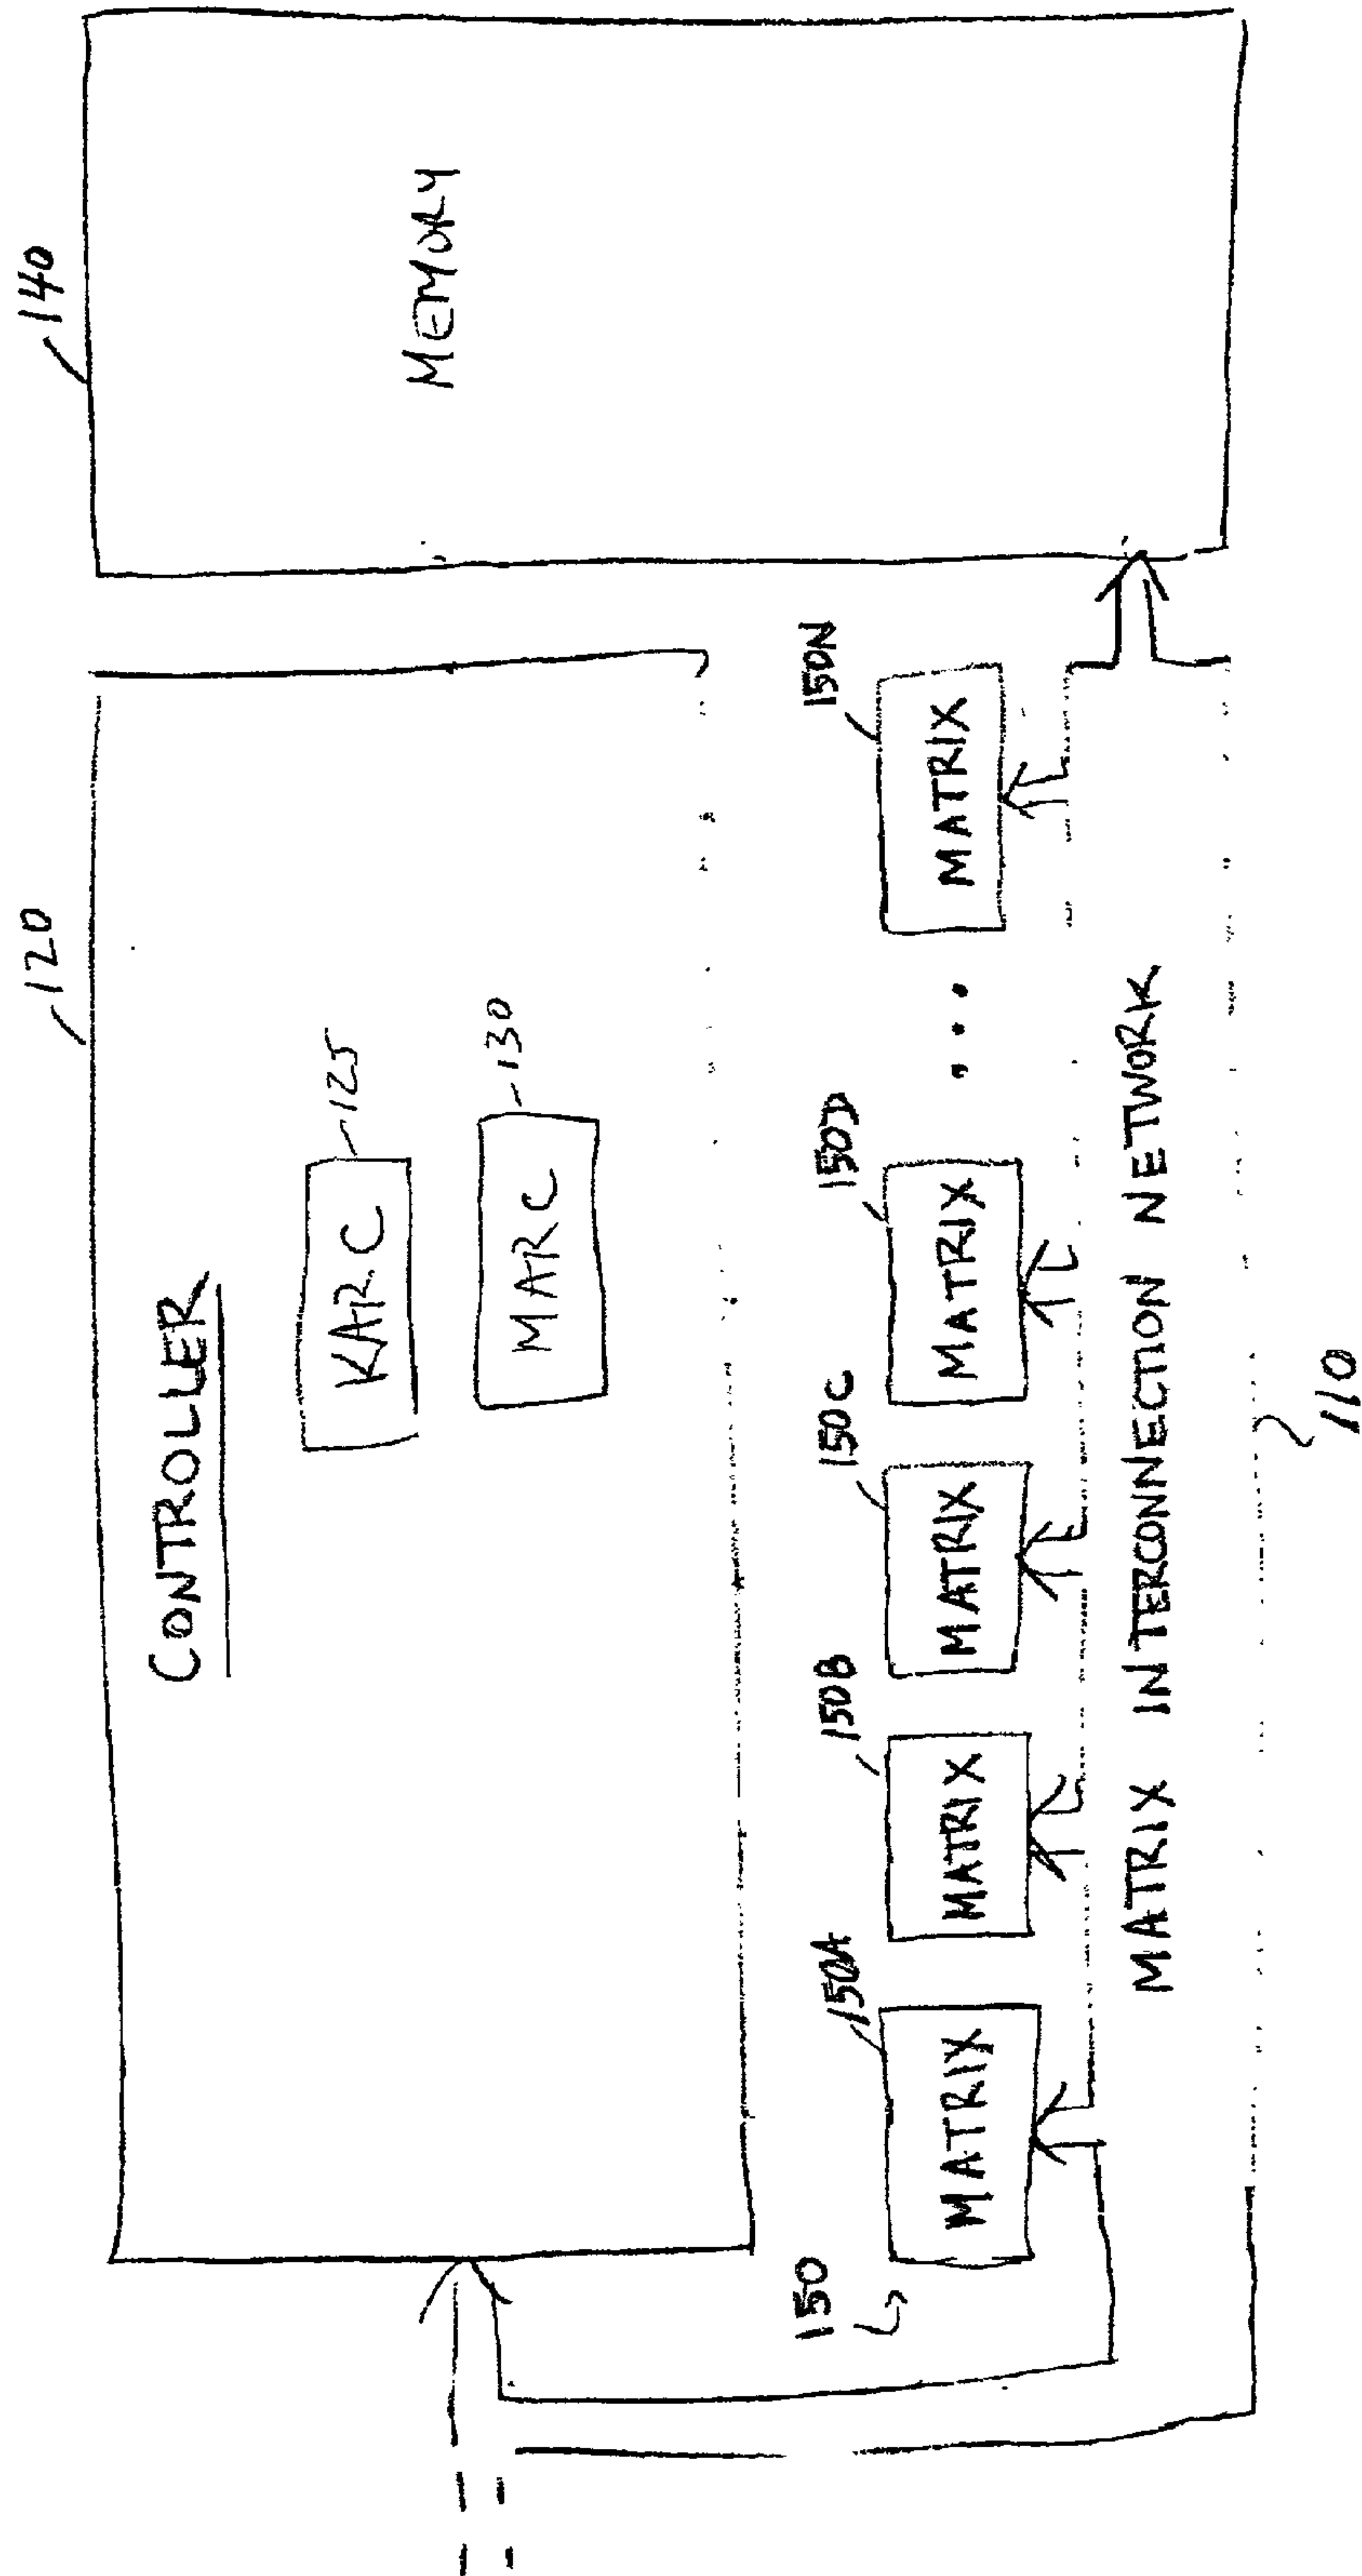 120
140
CONTROLLER
KARC
125
MARC
130
MEMORY
150
150A
150B
150C
150D
150N
MATRIX
MATRIX
MATRIX
MATRIX
...
MATRIX
MATRIX INTERCONNECTION NETWORK
110